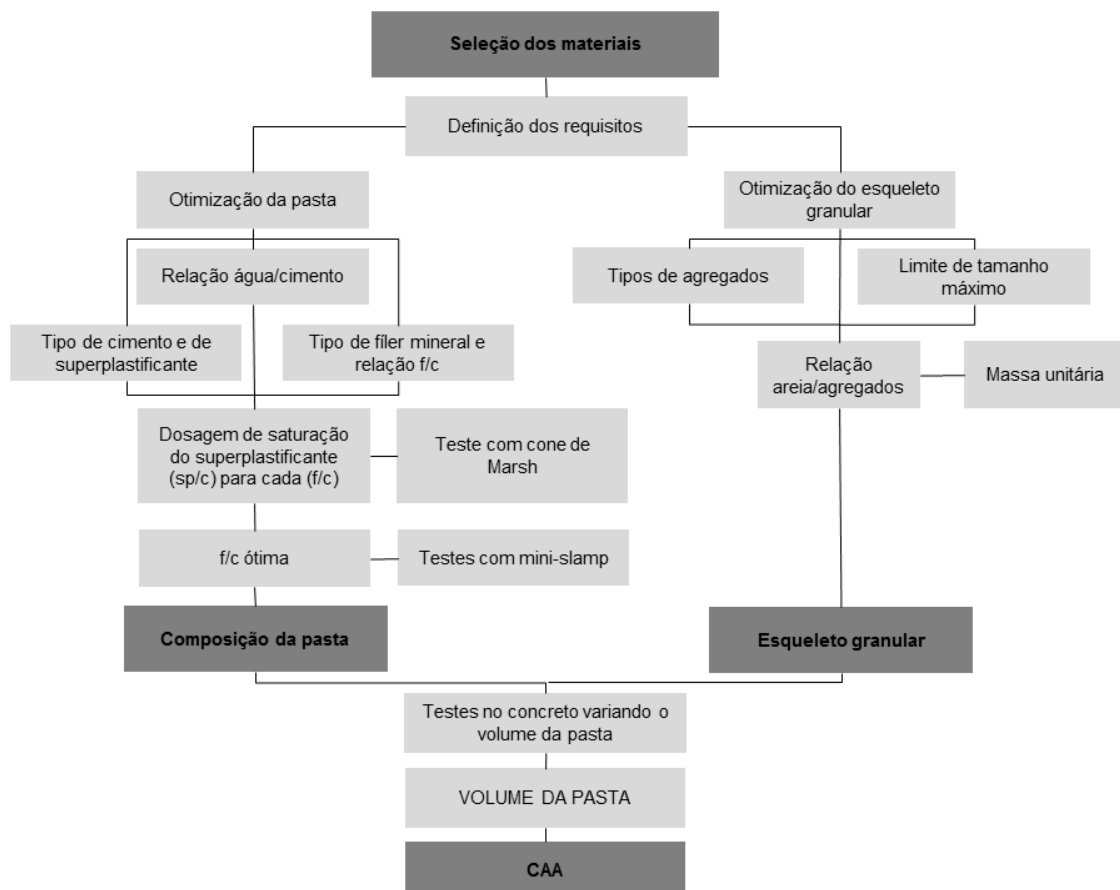 Seleção dos materiais
Definição dos requisitos
Otimização da pasta
Otimização do esqueleto
granular
Relação água/cimento
Tipos de agregados
Limite de tamanho
máximo
Tipo de cimento e de
superplastificante
Tipo de fíler mineral e
relação f/c
Relação
areia/agregados
Massa unitária
Dosagem de saturação
do superplastificante
(sp/c) para cada (f/c)
Teste com cone de
Marsh
f/c ótima
Testes com mini-slamp
Composição da pasta
Esqueleto granular
Testes no concreto variando o
volume da pasta
VOLUME DA PASTA
CAA